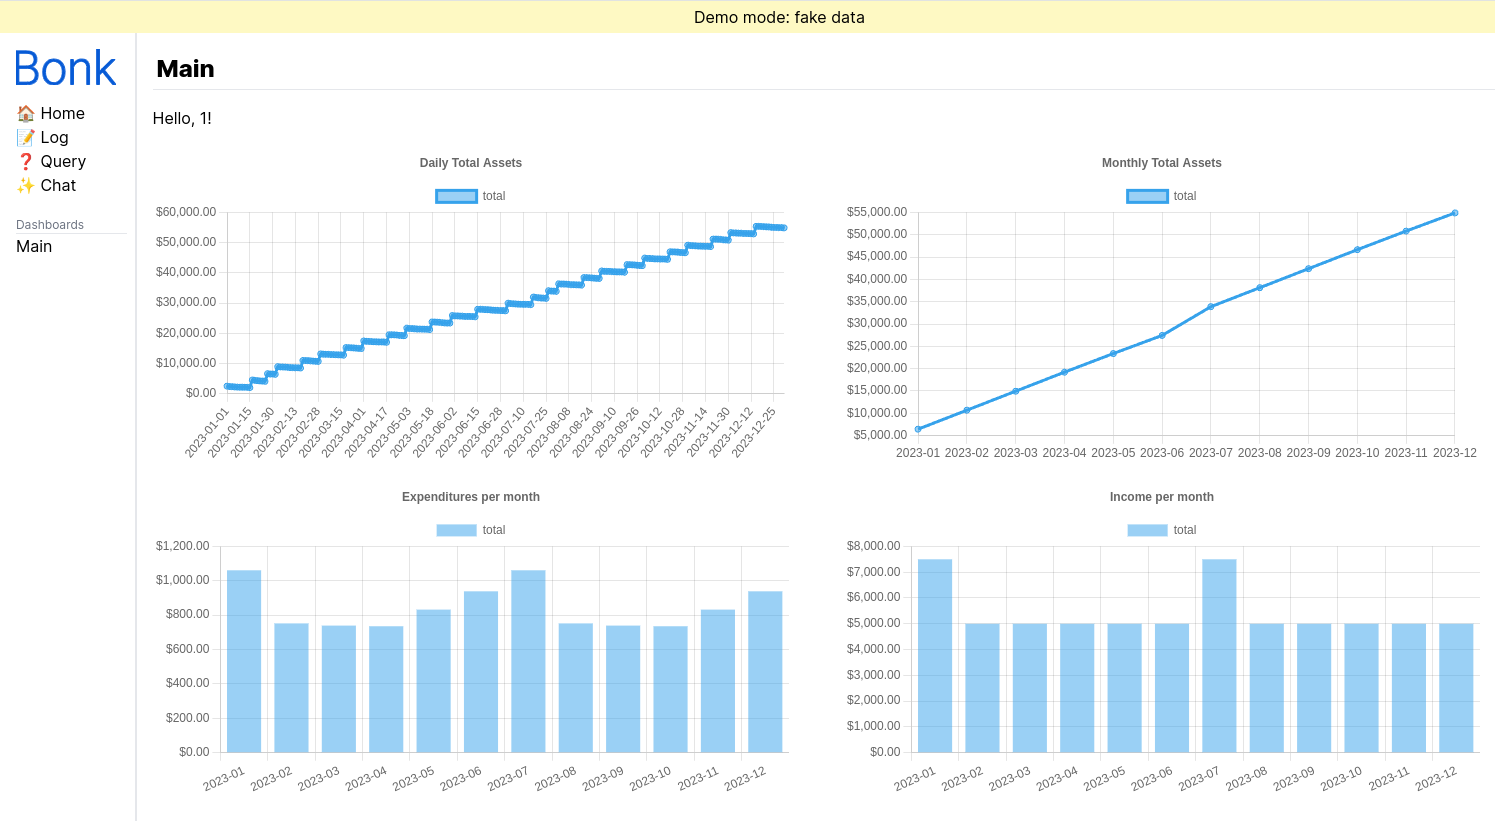 Demo mode: fake data
Bonk
🏠 Home
📝 Log
❓ Query
✨ Chat
Dashboards
Main
Main
Hello, 1!
Daily Total Assets
total
$60,000.00
$50,000.00
$40,000.00
$30,000.00
$20,000.00
$10,000.00
$0.00
2023-01-01
2023-01-15
2023-01-30
2023-02-13
2023-02-28
2023-03-15
2023-04-01
2023-04-17
2023-05-03
2023-05-18
2023-06-02
2023-06-15
2023-06-28
2023-07-10
2023-07-25
2023-08-08
2023-08-24
2023-09-10
2023-09-26
2023-10-12
2023-10-28
2023-11-14
2023-11-30
2023-12-12
2023-12-25
Monthly Total Assets
total
$55,000.00
$50,000.00
$45,000.00
$40,000.00
$35,000.00
$30,000.00
$25,000.00
$20,000.00
$15,000.00
$10,000.00
$5,000.00
2023-01 2023-02 2023-03 2023-04 2023-05 2023-06 2023-07 2023-08 2023-09 2023-10 2023-11 2023-12
Expenditures per month
total
$1,200.00
$1,000.00
$800.00
$600.00
$400.00
$200.00
$0.00
2023-01 2023-02 2023-03 2023-04 2023-05 2023-06 2023-07 2023-08 2023-09 2023-10 2023-11 2023-12
Income per month
total
$8,000.00
$7,000.00
$6,000.00
$5,000.00
$4,000.00
$3,000.00
$2,000.00
$1,000.00
$0.00
2023-01 2023-02 2023-03 2023-04 2023-05 2023-06 2023-07 2023-08 2023-09 2023-10 2023-11 2023-12